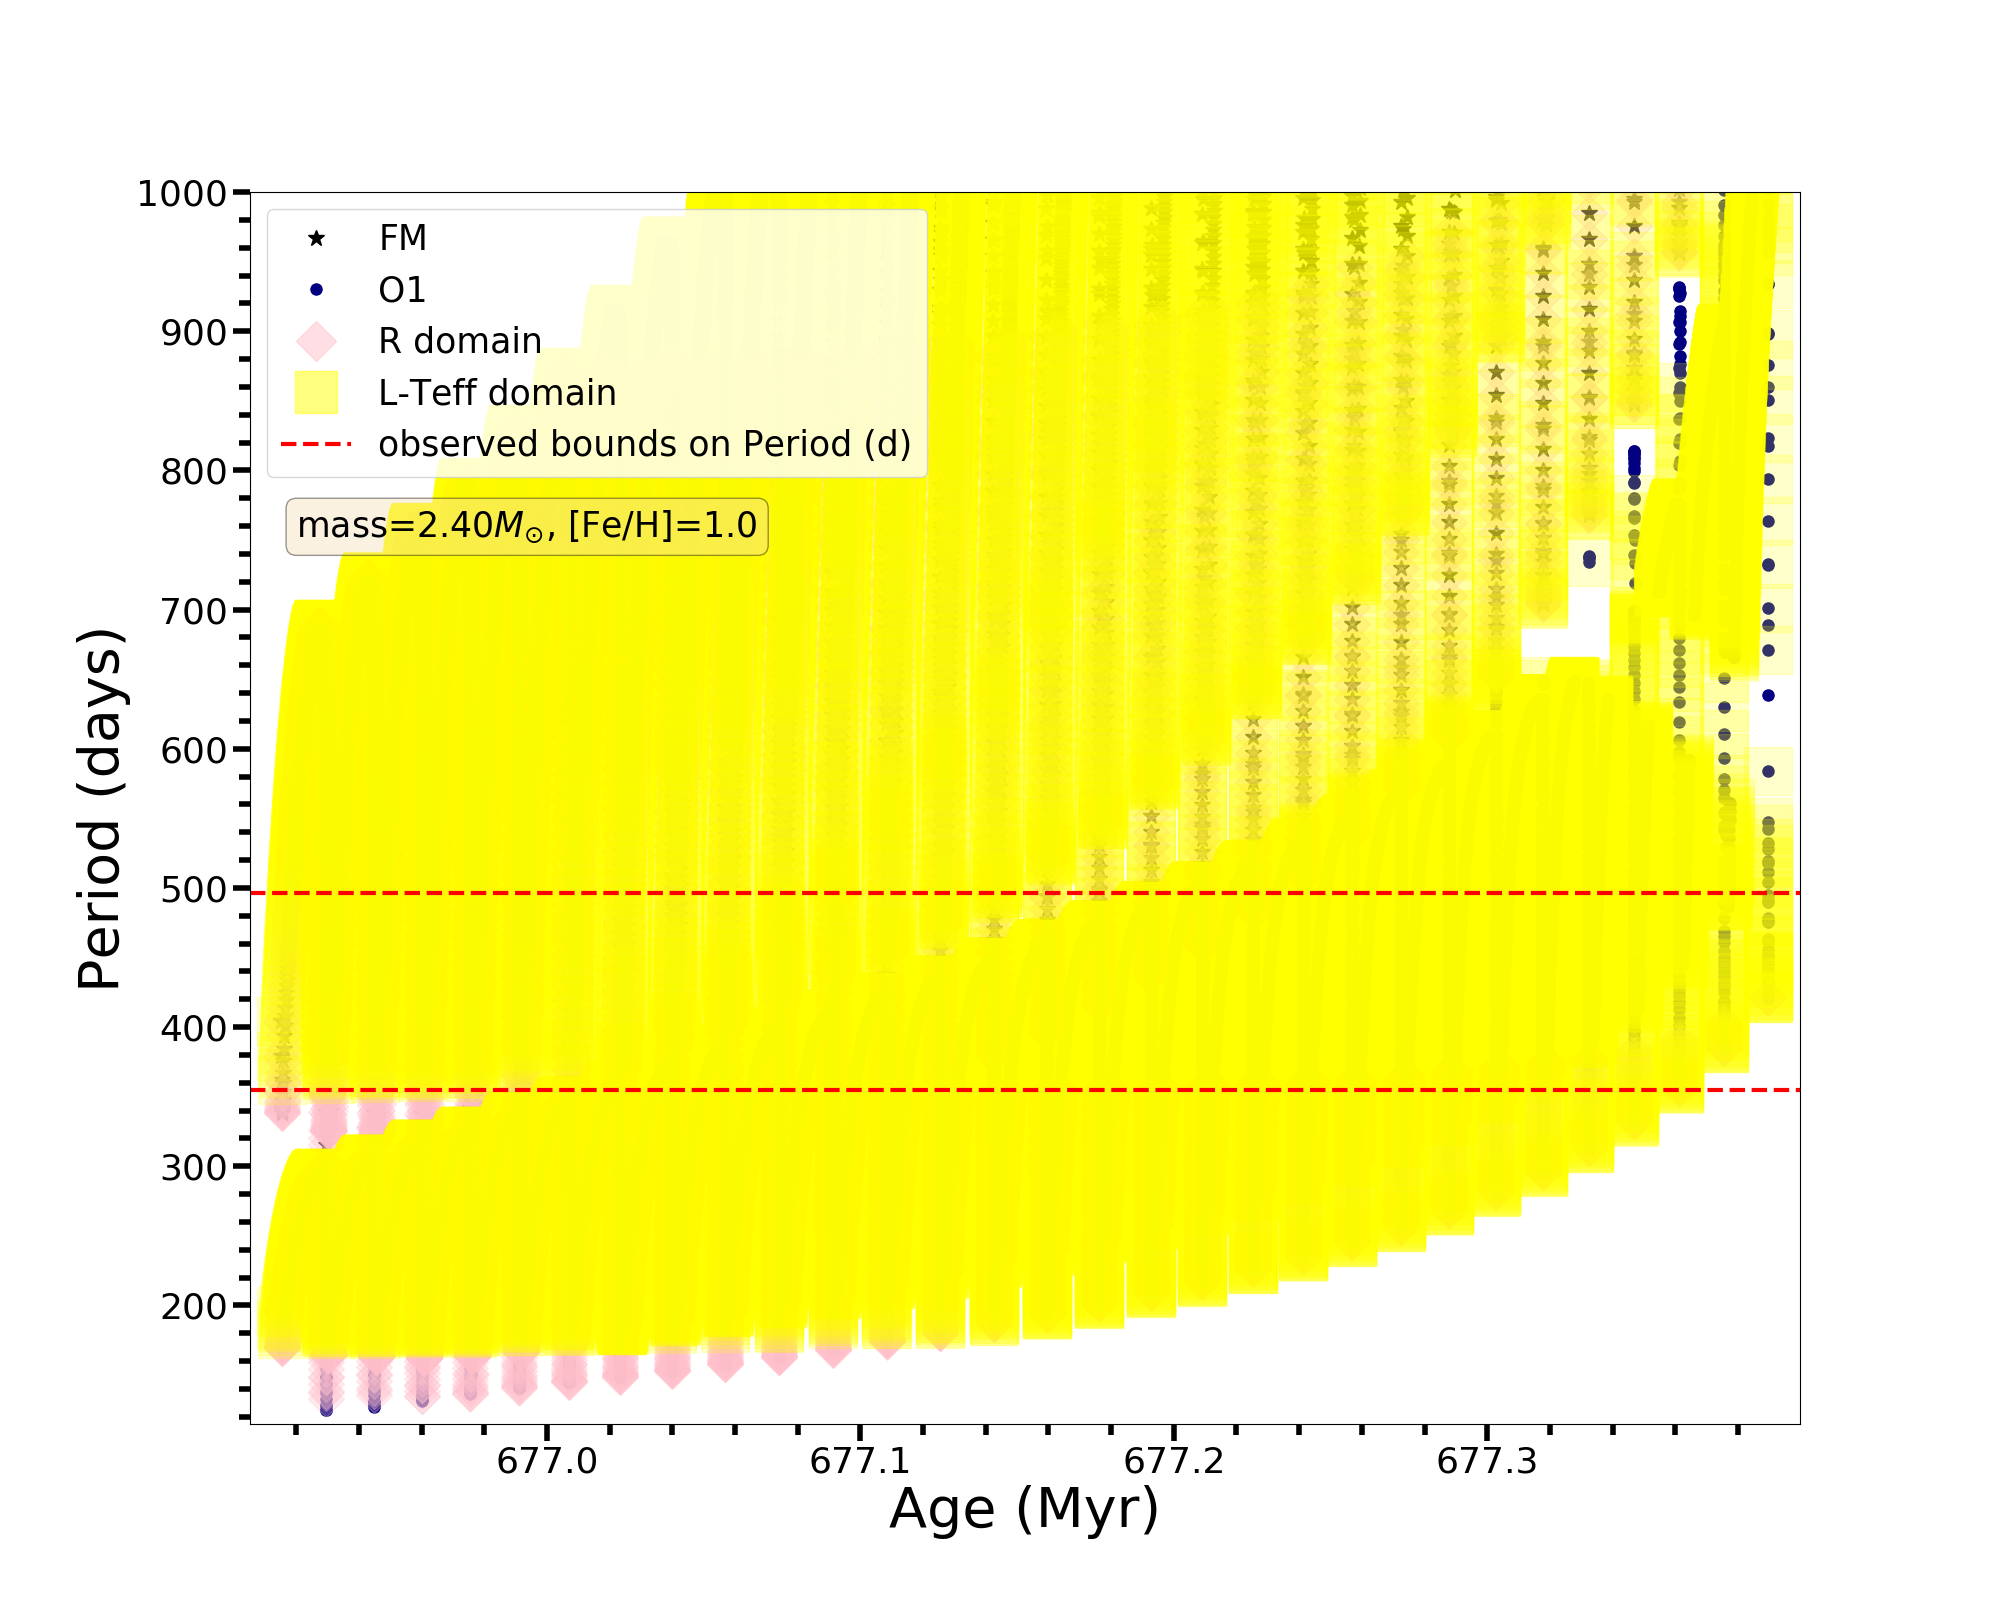 1000
900
800
700
600
500
400
300
200
Period (days)
FM
O1
R domain
L-Teff domain
observed bounds on Period (d)
mass=2.40M☉, [Fe/H]=1.0
677.0 677.1 677.2 677.3
Age (Myr)